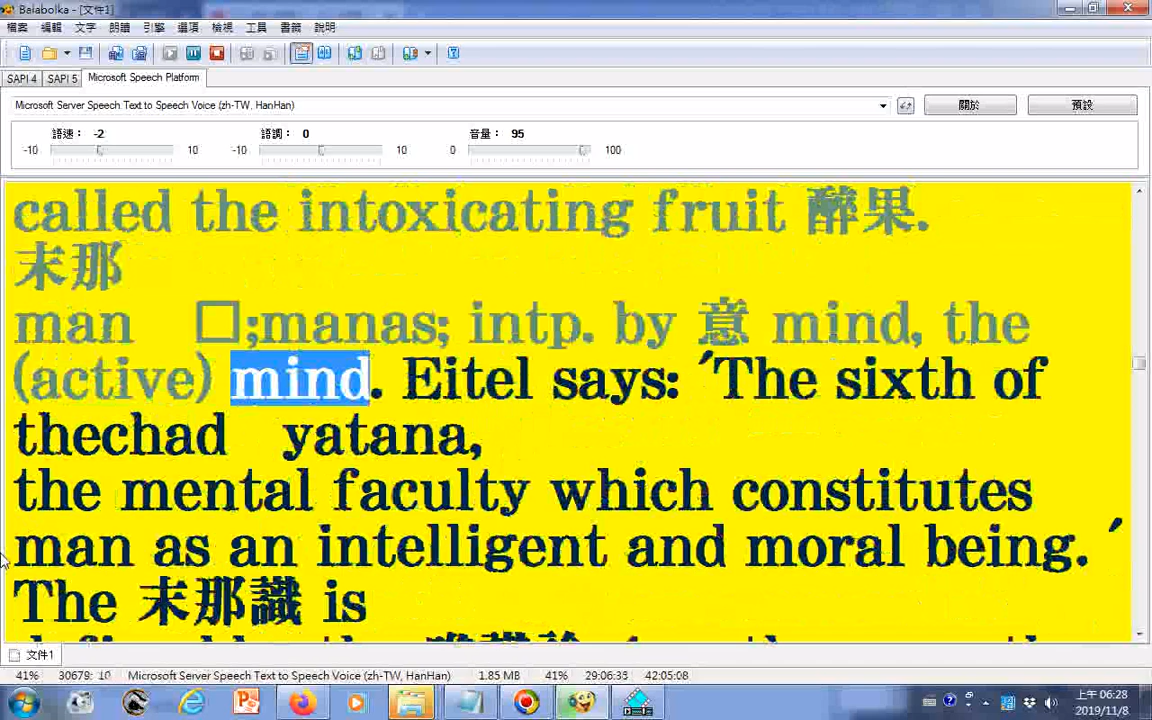 Balabolka - [文件1]
檔案 編輯 文字 朗讀 引擎 選項 檢視 工具 書籤 說明
SAPI 4 SAPI 5 Microsoft Speech Platform
Microsoft Server Speech Text to Speech Voice (zh-TW, HanHan) 關於 預設
語速： -2 語調： 0 音量： 95
-10 10 -10 10 0 100
called the intoxicating fruit 醉果.
末那
man □;manas; intp. by 意 mind, the
(active) mind. Eitel says: ′The sixth of
thechad yatana,
the mental faculty which constitutes
man as an intelligent and moral being. ′
The 末那識 is
文件1
41% 30679: 10 Microsoft Server Speech Text to Speech Voice (zh-TW, HanHan) 1.85 MB 41% 29:06:33 42:05:08
上午 06:28
2019/11/8